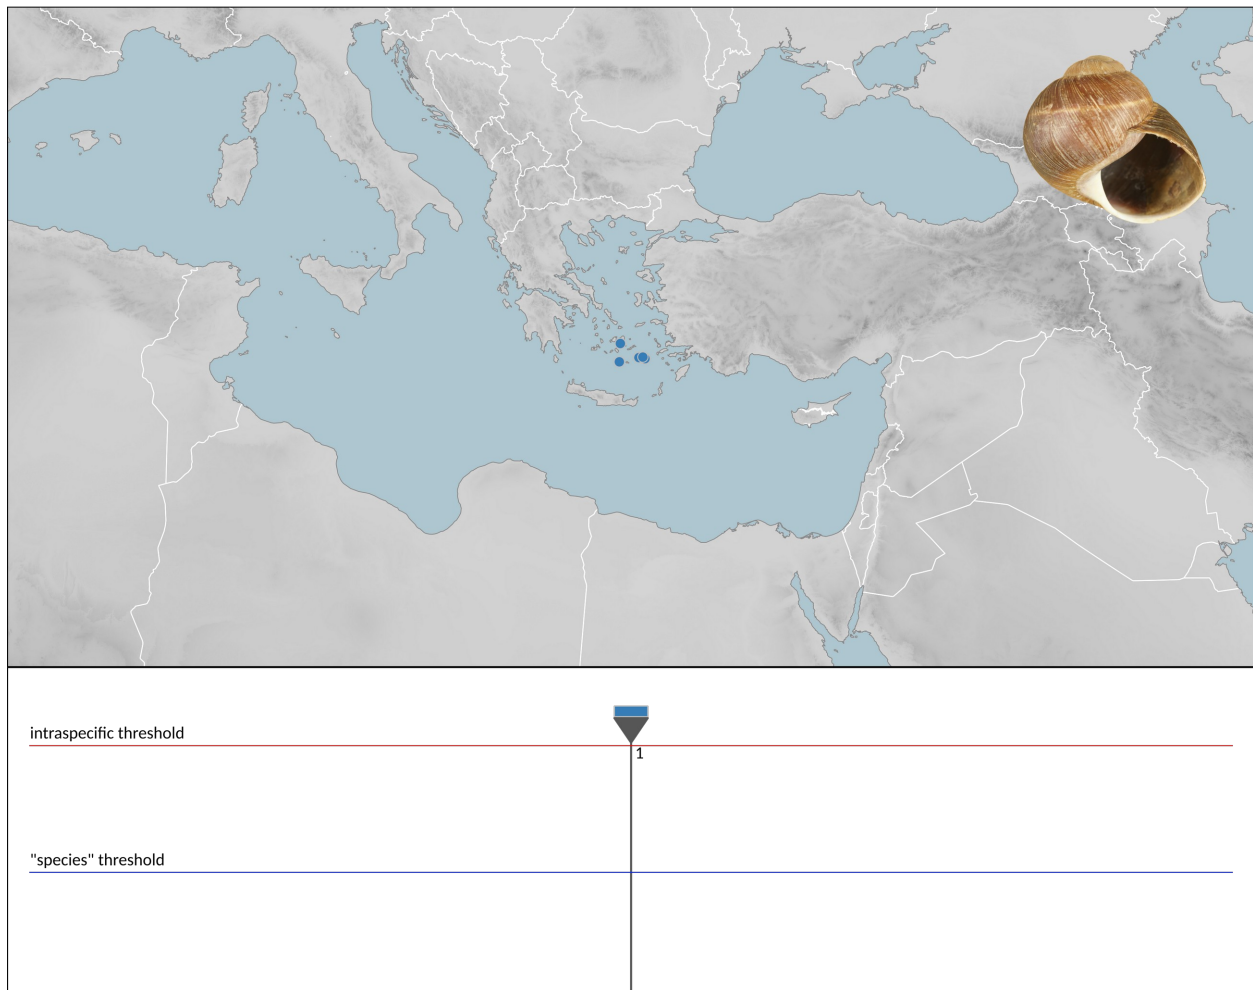 intraspecific threshold
1
"species" threshold